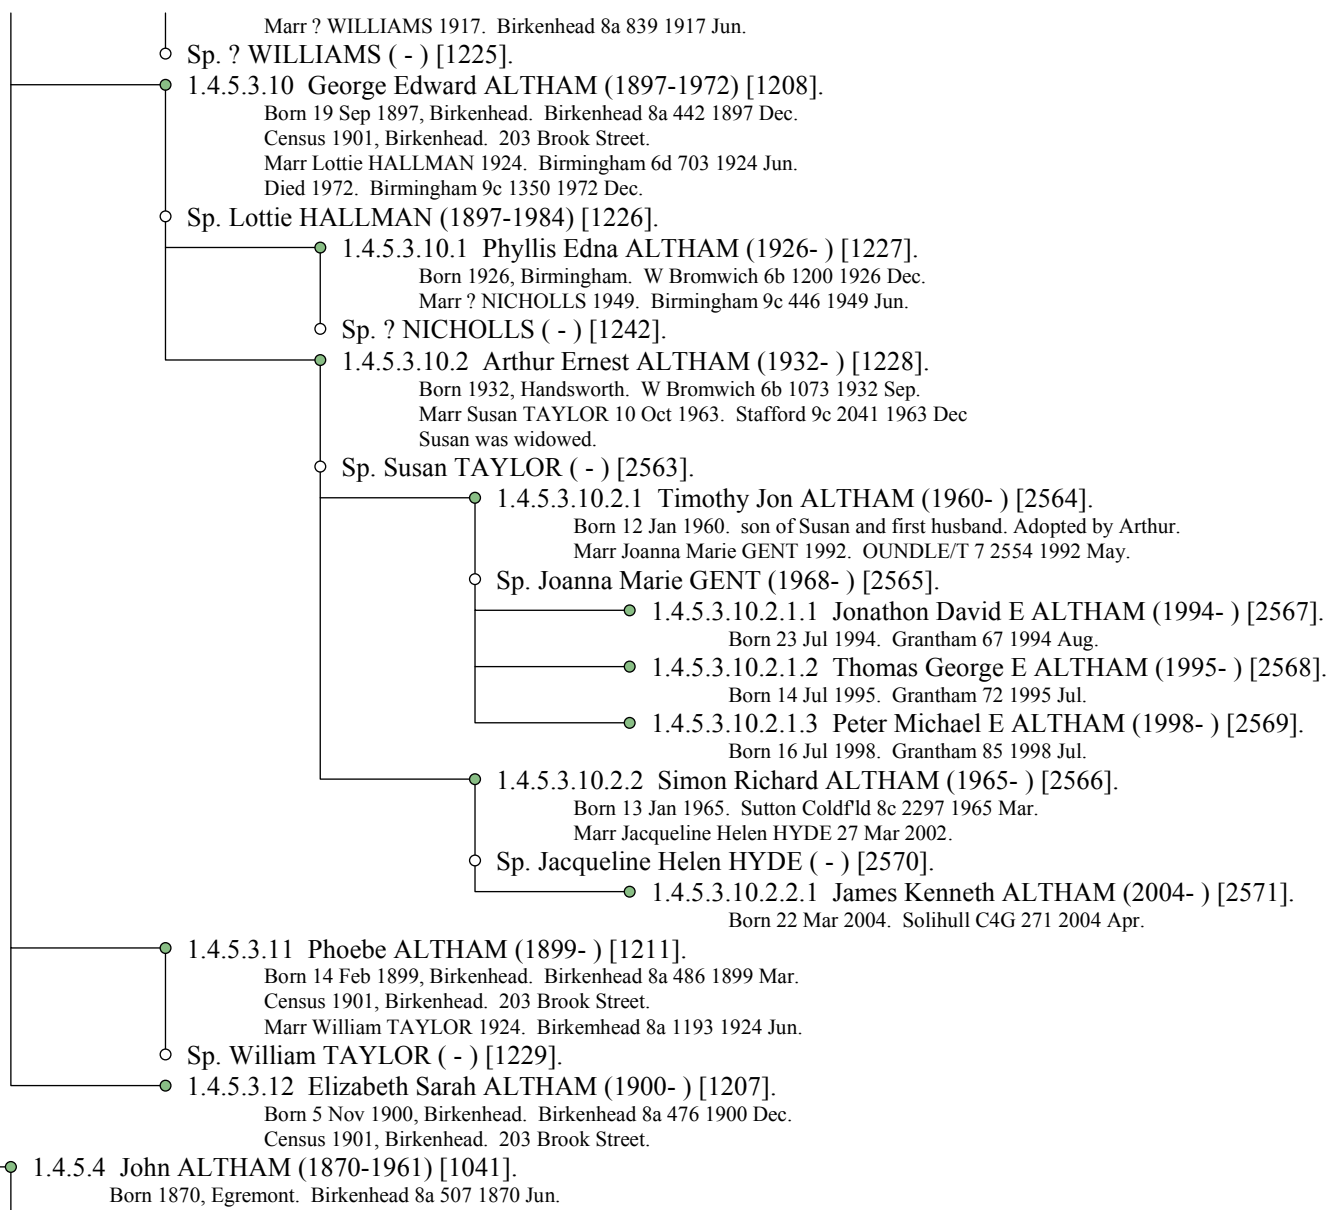 Marr ? WILLIAMS 1917.  Birkenhead 8a 839 1917 Jun.
Sp. ? WILLIAMS ( - ) [1225].
1.4.5.3.10  George Edward ALTHAM (1897-1972) [1208].
Born 19 Sep 1897, Birkenhead.  Birkenhead 8a 442 1897 Dec.
Census 1901, Birkenhead.  203 Brook Street.
Marr Lottie HALLMAN 1924.  Birmingham 6d 703 1924 Jun.
Died 1972.  Birmingham 9c 1350 1972 Dec.
Sp. Lottie HALLMAN (1897-1984) [1226].
1.4.5.3.10.1  Phyllis Edna ALTHAM (1926- ) [1227].
Born 1926, Birmingham.  W Bromwich 6b 1200 1926 Dec.
Marr ? NICHOLLS 1949.  Birmingham 9c 446 1949 Jun.
Sp. ? NICHOLLS ( - ) [1242].
1.4.5.3.10.2  Arthur Ernest ALTHAM (1932- ) [1228].
Born 1932, Handsworth.  W Bromwich 6b 1073 1932 Sep.
Marr Susan TAYLOR 10 Oct 1963.  Stafford 9c 2041 1963 Dec
Susan was widowed.
Sp. Susan TAYLOR ( - ) [2563].
1.4.5.3.10.2.1  Timothy Jon ALTHAM (1960- ) [2564].
Born 12 Jan 1960.  son of Susan and first husband. Adopted by Arthur.
Marr Joanna Marie GENT 1992.  OUNDLE/T 7 2554 1992 May.
Sp. Joanna Marie GENT (1968- ) [2565].
1.4.5.3.10.2.1.1  Jonathon David E ALTHAM (1994- ) [2567].
Born 23 Jul 1994.  Grantham 67 1994 Aug.
1.4.5.3.10.2.1.2  Thomas George E ALTHAM (1995- ) [2568].
Born 14 Jul 1995.  Grantham 72 1995 Jul.
1.4.5.3.10.2.1.3  Peter Michael E ALTHAM (1998- ) [2569].
Born 16 Jul 1998.  Grantham 85 1998 Jul.
1.4.5.3.10.2.2  Simon Richard ALTHAM (1965- ) [2566].
Born 13 Jan 1965.  Sutton Coldf'ld 8c 2297 1965 Mar.
Marr Jacqueline Helen HYDE 27 Mar 2002.
Sp. Jacqueline Helen HYDE ( - ) [2570].
1.4.5.3.10.2.2.1  James Kenneth ALTHAM (2004- ) [2571].
Born 22 Mar 2004.  Solihull C4G 271 2004 Apr.
1.4.5.3.11  Phoebe ALTHAM (1899- ) [1211].
Born 14 Feb 1899, Birkenhead.  Birkenhead 8a 486 1899 Mar.
Census 1901, Birkenhead.  203 Brook Street.
Marr William TAYLOR 1924.  Birkemhead 8a 1193 1924 Jun.
Sp. William TAYLOR ( - ) [1229].
1.4.5.3.12  Elizabeth Sarah ALTHAM (1900- ) [1207].
Born 5 Nov 1900, Birkenhead.  Birkenhead 8a 476 1900 Dec.
Census 1901, Birkenhead.  203 Brook Street.
1.4.5.4  John ALTHAM (1870-1961) [1041].
Born 1870, Egremont.  Birkenhead 8a 507 1870 Jun.